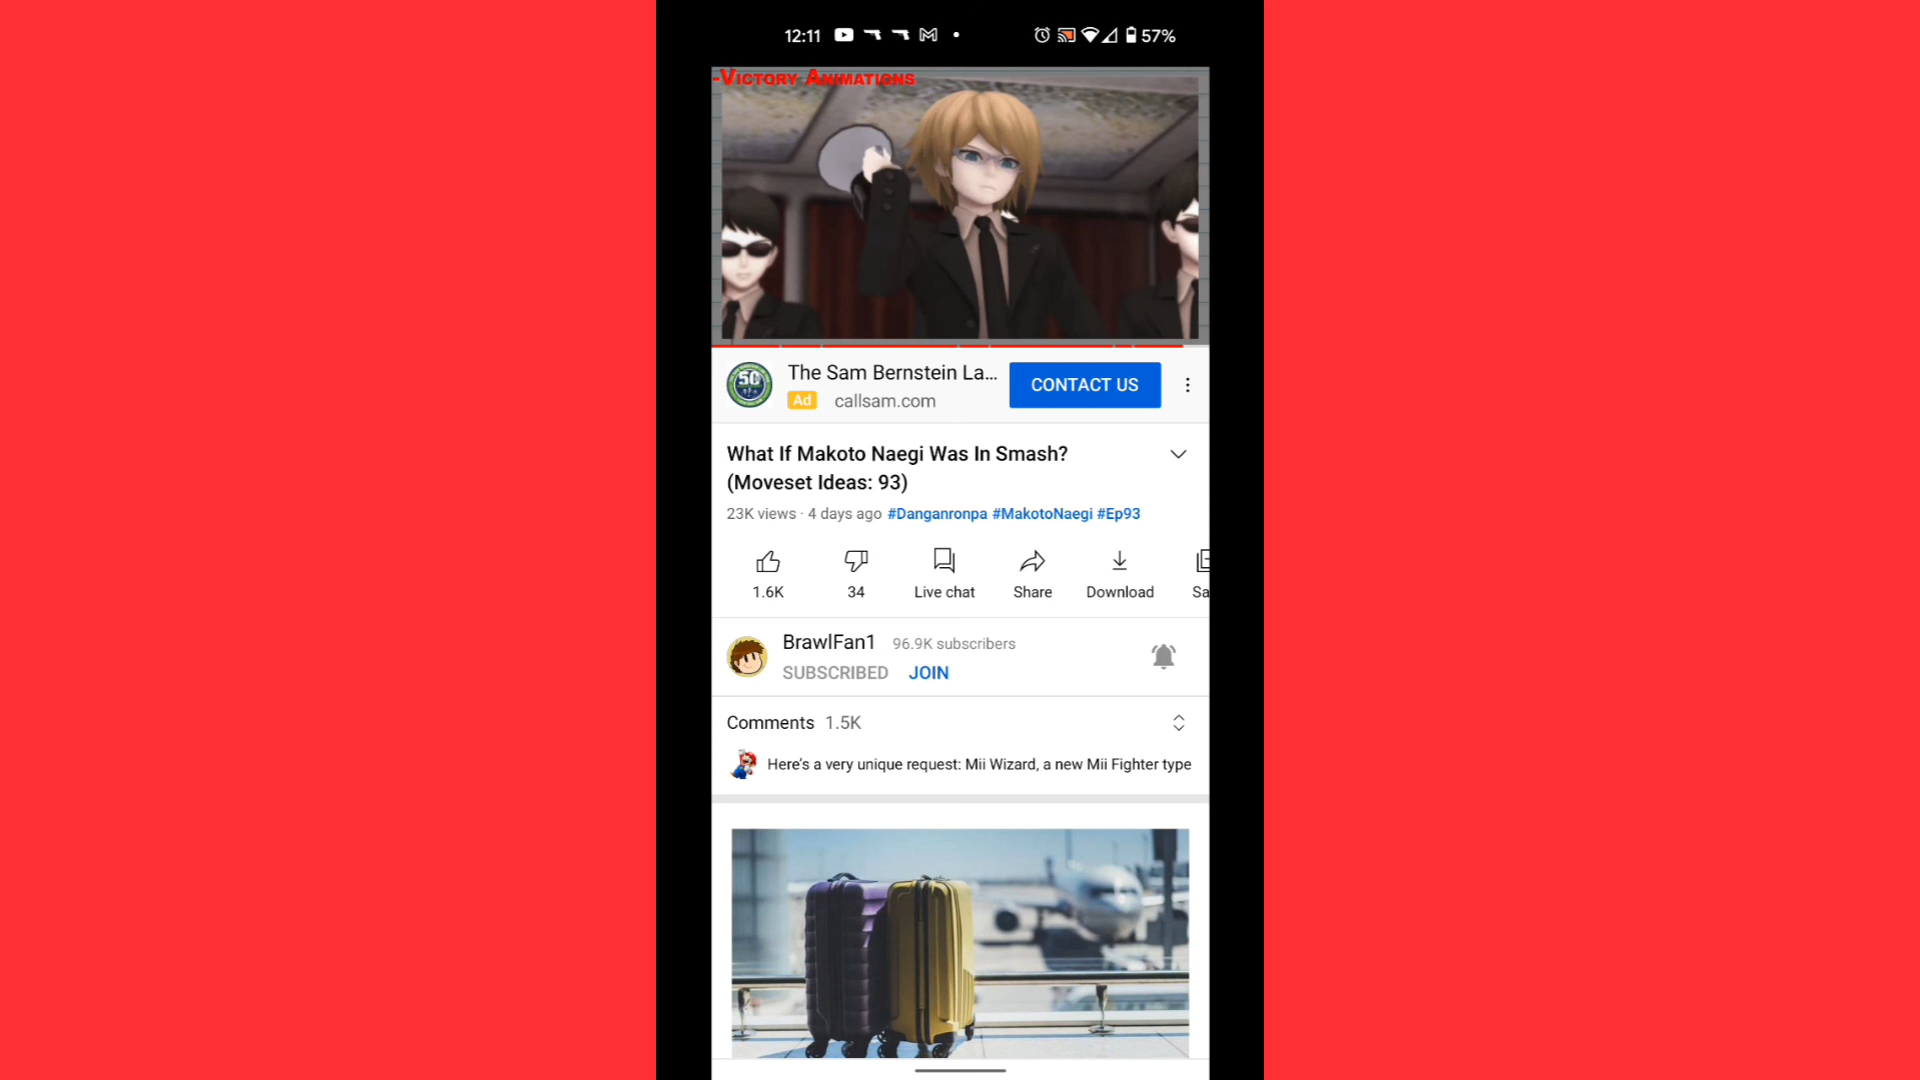 12:11
57%
-Victory Animations
50
The Sam Bernstein La...
Ad callsam.com
CONTACT US
What If Makoto Naegi Was In Smash?
(Moveset Ideas: 93)
23K views · 4 days ago #Danganronpa #MakotoNaegi #Ep93
1.6K 34 Live chat Share Download Sa
BrawlFan1 96.9K subscribers
SUBSCRIBED JOIN
Comments 1.5K
Here's a very unique request: Mii Wizard, a new Mii Fighter type